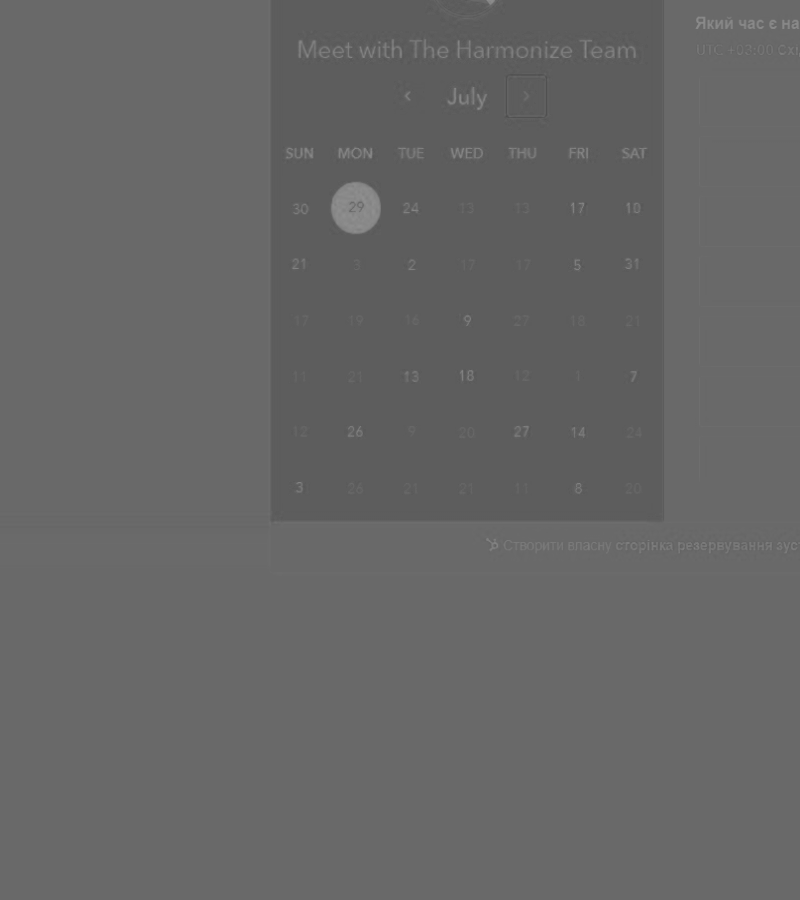 Який час є на
Meet with The Harmonize Team
UTC +03:00 Схі
July
SUN MON TUE WED THU FRI SAT
30 29 24 13 13 17 10
21 3 2 17 17 5 31
17 19 16 9 27 18 21
11 21 13 18 12 1 7
12 26 9 20 27 14 24
3 26 21 21 11 8 20
Створити власну сторінка резервування зуст